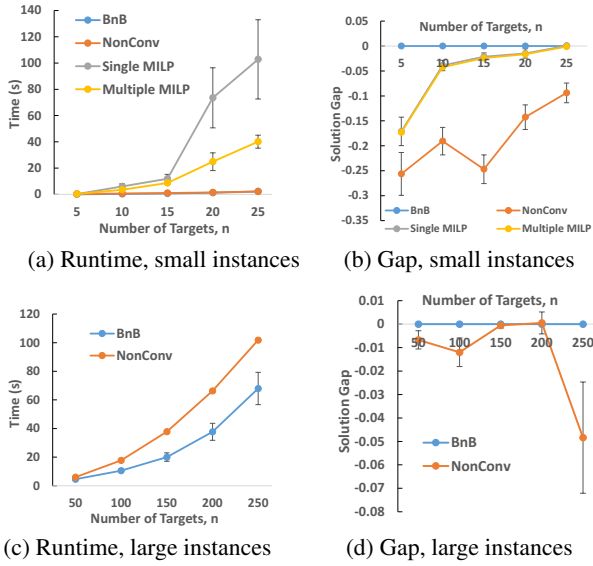 140
120
100
80
60
40
20
0
BnB
NonConv
Single MILP
Multiple MILP
Time (s)
5 10 15 20 25
Number of Targets, n
(a) Runtime, small instances
0.05
0
-0.05
-0.1
-0.15
-0.2
-0.25
-0.3
-0.35
Number of Targets, n
5 10 15 20 25
Solution Gap
BnB NonConv
Single MILP Multiple MILP
(b) Gap, small instances
120
100
80
60
40
20
0
BnB
NonConv
Time (s)
50 100 150 200 250
Number of Targets, n
(c) Runtime, large instances
0.01
0
-0.01
-0.02
-0.03
-0.04
-0.05
-0.06
-0.07
-0.08
Number of Targets, n
50 100 150 200 250
Solution Gap
BnB
NonConv
(d) Gap, large instances